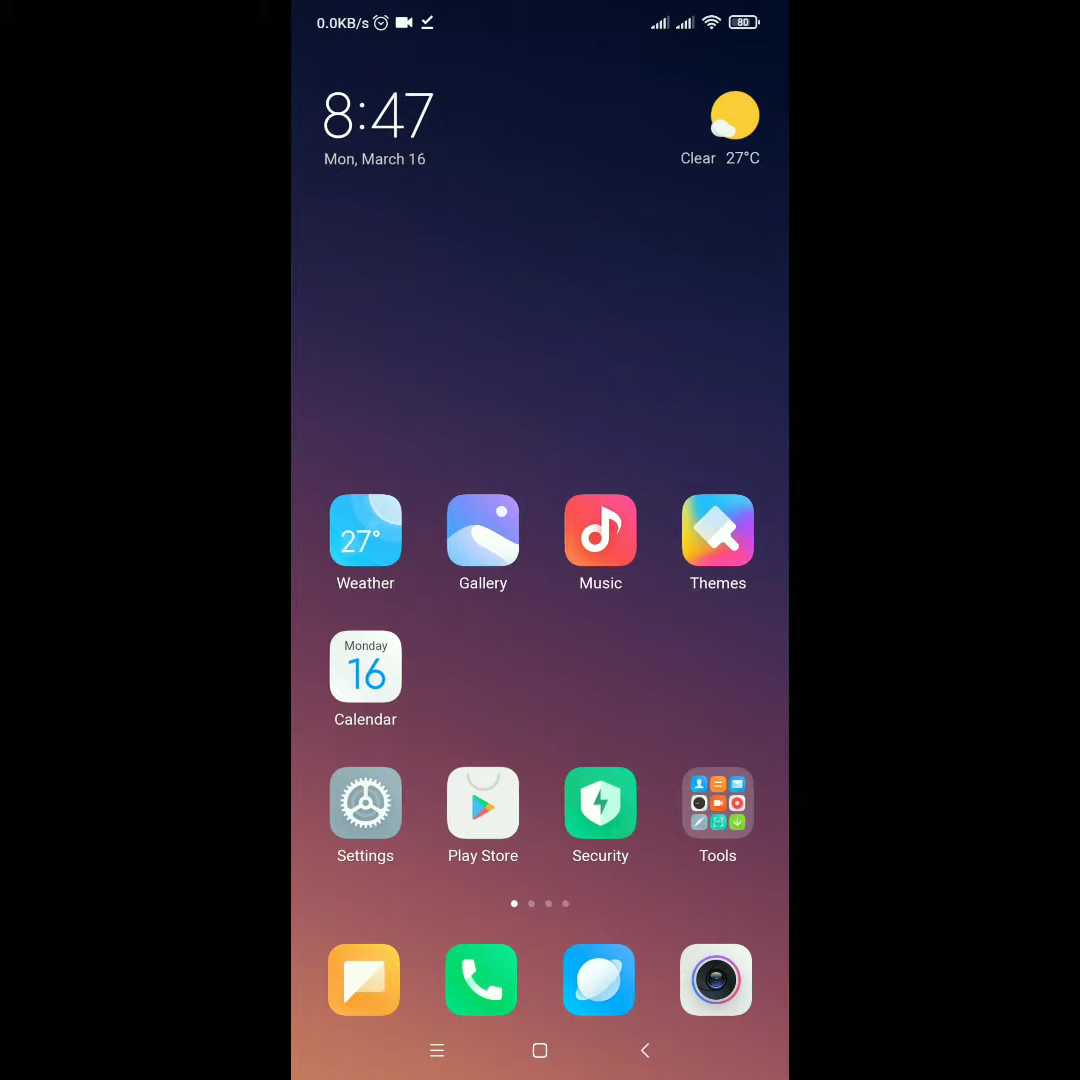 0.0KB/s
80
8:47
Mon, March 16
Clear 27°C
27°
Weather
Gallery
Music
Themes
Monday
16
Calendar
Settings
Play Store
Security
Tools